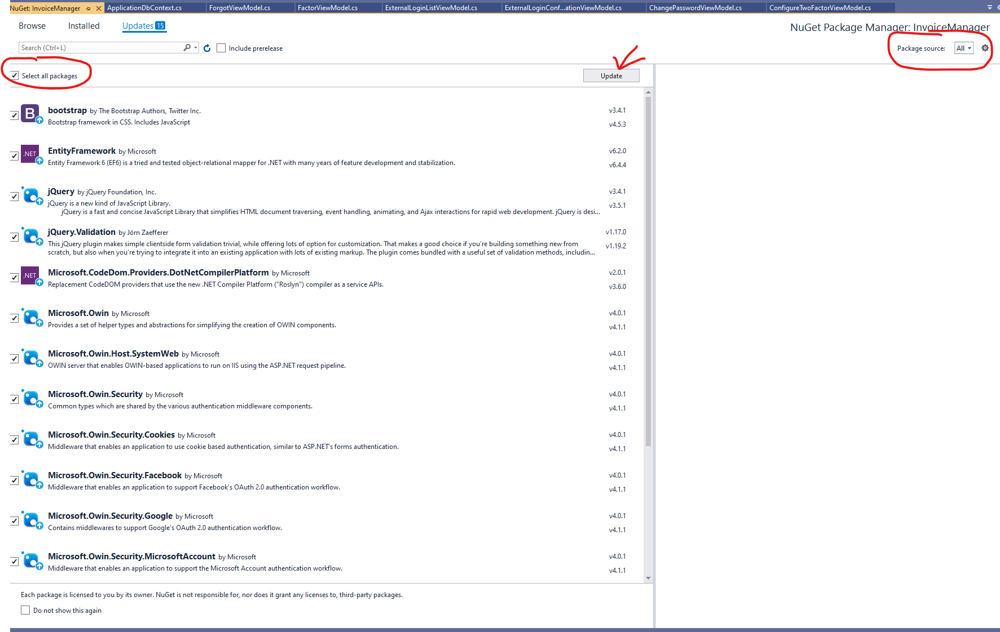 NuGet: InvoiceManager
ApplicationDbContext.cs
ForgotViewModel.cs
FactorViewModel.cs
ExternalLoginListViewModel.cs
ExternalLoginConf...ationViewModel.cs
ChangePasswordViewModel.cs
ConfigureTwoFactorViewModel.cs
Browse
Installed
Updates 15
NuGet Package Manager: InvoiceManager
Search (Ctrl+L)
Include prerelease
Package source: All
Select all packages
Update
B
bootstrap by The Bootstrap Authors, Twitter Inc.
v3.4.1
Bootstrap framework in CSS. Includes JavaScript
v4.5.3
.NET
EntityFramework by Microsoft
v6.2.0
Entity Framework 6 (EF6) is a tried and tested object-relational mapper for .NET with many years of feature development and stabilization.
v6.4.4
jQuery by jQuery Foundation, Inc.
v3.4.1
jQuery is a new kind of JavaScript Library.
v3.5.1
jQuery is a fast and concise JavaScript Library that simplifies HTML document traversing, event handling, animating, and Ajax interactions for rapid web development. jQuery is desi...
jQuery.Validation by Jörn Zaefferer
v1.17.0
This jQuery plugin makes simple clientside form validation trivial, while offering lots of option for customization. That makes a good choice if you're building something new from
v1.19.2
scratch, but also when you're trying to integrate it into an existing application with lots of existing markup. The plugin comes bundled with a useful set of validation methods, includin...
.NET
Microsoft.CodeDom.Providers.DotNetCompilerPlatform by Microsoft
v2.0.1
Replacement CodeDOM providers that use the new .NET Compiler Platform ("Roslyn") compiler as a service APIs.
v3.6.0
Microsoft.Owin by Microsoft
v4.0.1
Provides a set of helper types and abstractions for simplifying the creation of OWIN components.
v4.1.1
Microsoft.Owin.Host.SystemWeb by Microsoft
v4.0.1
OWIN server that enables OWIN-based applications to run on IIS using the ASP.NET request pipeline.
v4.1.1
Microsoft.Owin.Security by Microsoft
v4.0.1
Common types which are shared by the various authentication middleware components.
v4.1.1
Microsoft.Owin.Security.Cookies by Microsoft
v4.0.1
Middleware that enables an application to use cookie based authentication, similar to ASP.NET's forms authentication.
v4.1.1
Microsoft.Owin.Security.Facebook by Microsoft
v4.0.1
Middleware that enables an application to support Facebook's OAuth 2.0 authentication workflow.
v4.1.1
Microsoft.Owin.Security.Google by Microsoft
v4.0.1
Contains middlewares to support Google's OAuth 2.0 authentication workflow.
v4.1.1
Microsoft.Owin.Security.MicrosoftAccount by Microsoft
v4.0.1
Middleware that enables an application to support the Microsoft Account authentication workflow.
v4.1.1
Each package is licensed to you by its owner. NuGet is not responsible for, nor does it grant any licenses to, third-party packages.
Do not show this again